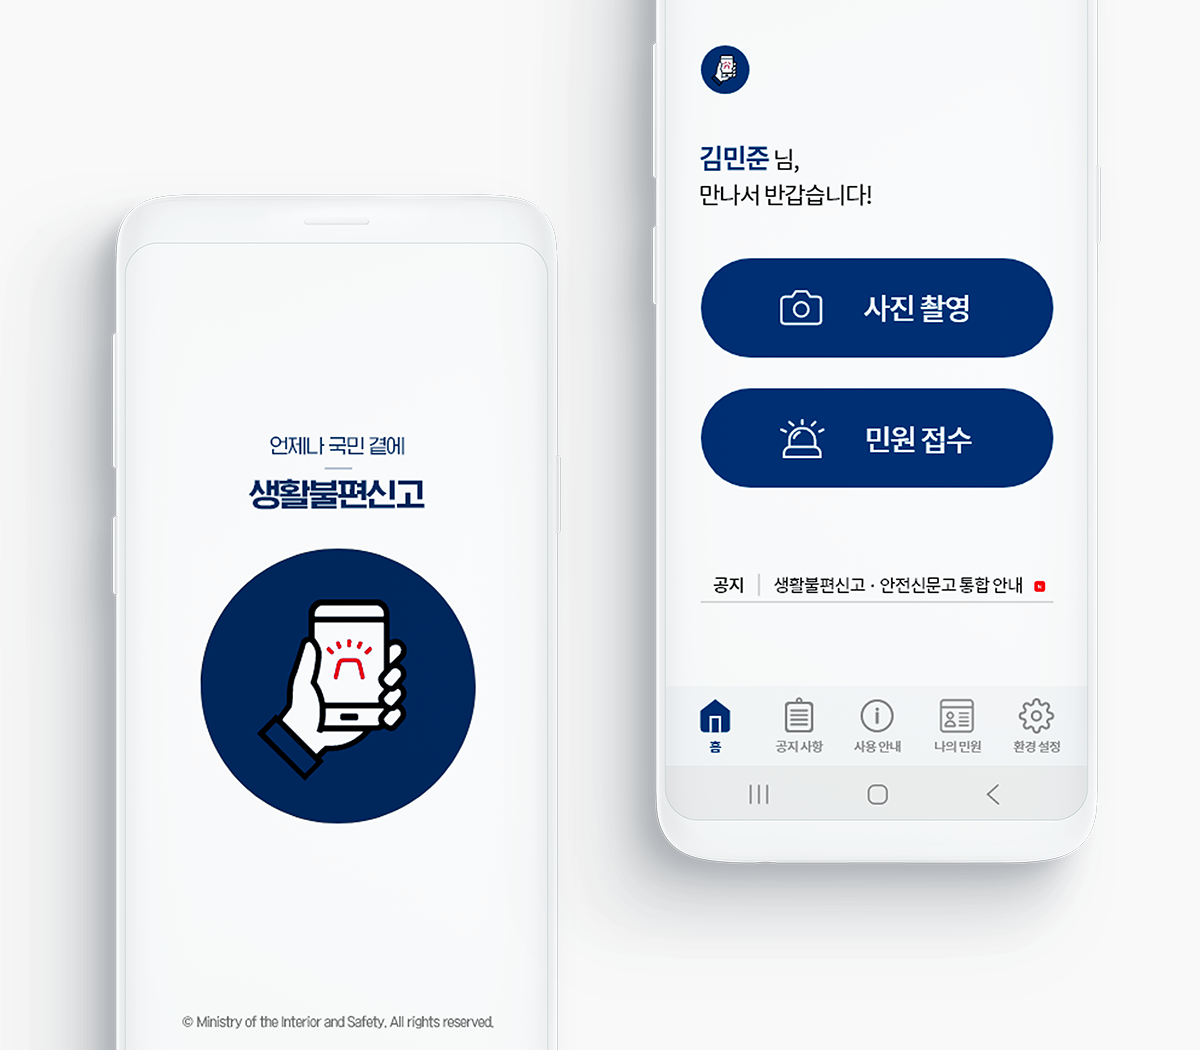 언제나 국민 곁에
생활불편신고
© Ministry of the Interior and Safety. All rights reserved.
김민준 님,
만나서 반갑습니다!
사진 촬영
민원 접수
공지 | 생활불편신고 · 안전신문고 통합 안내 N
홈 공지 사항 사용 안내 나의 민원 환경 설정